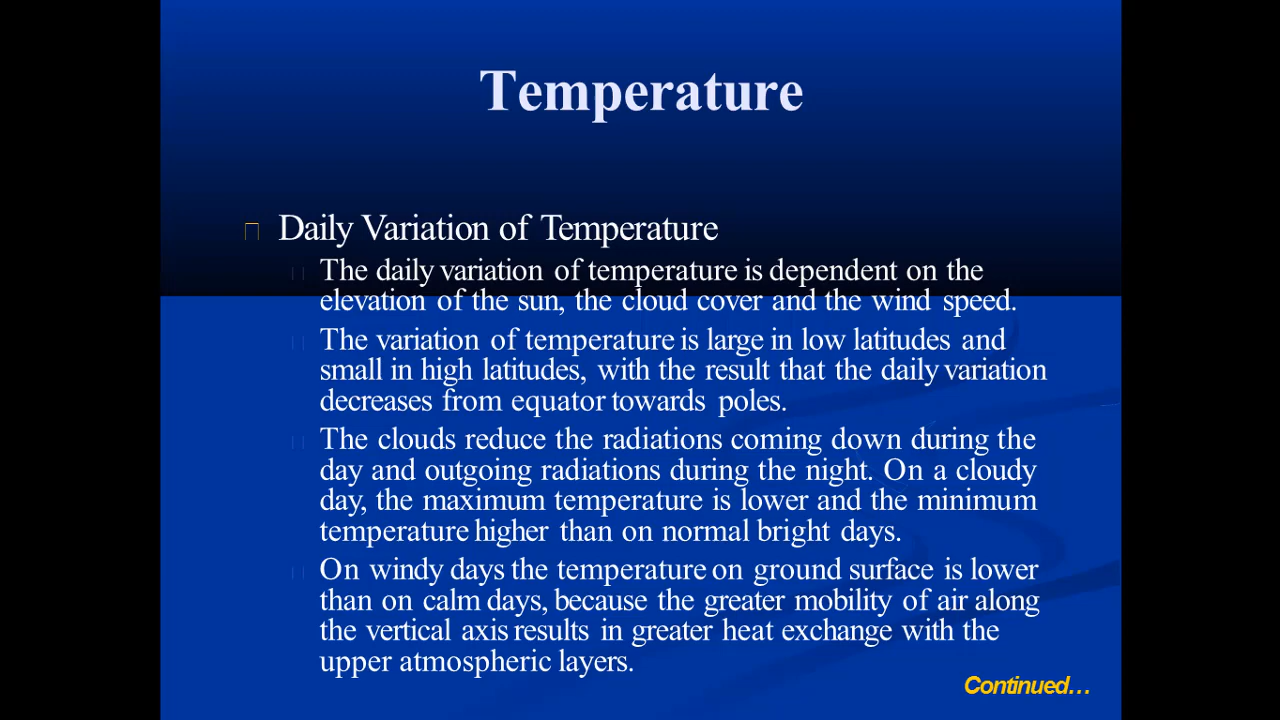 Temperature
Daily Variation of Temperature
The daily variation of temperature is dependent on the
elevation of the sun, the cloud cover and the wind speed.
The variation of temperature is large in low latitudes and
small in high latitudes, with the result that the daily variation
decreases from equator towards poles.
The clouds reduce the radiations coming down during the
day and outgoing radiations during the night. On a cloudy
day, the maximum temperature is lower and the minimum
temperature higher than on normal bright days.
On windy days the temperature on ground surface is lower
than on calm days, because the greater mobility of air along
the vertical axis results in greater heat exchange with the
upper atmospheric layers.
Continued…